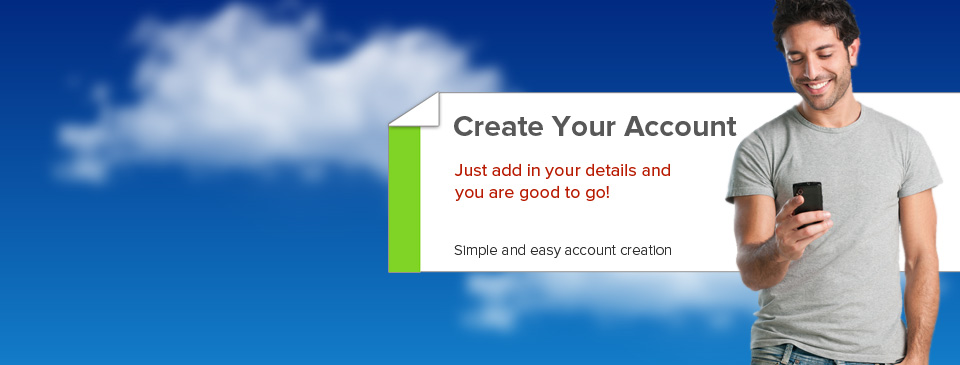 Create Your Account
Just add in your details and
you are good to go!
Simple and easy account creation